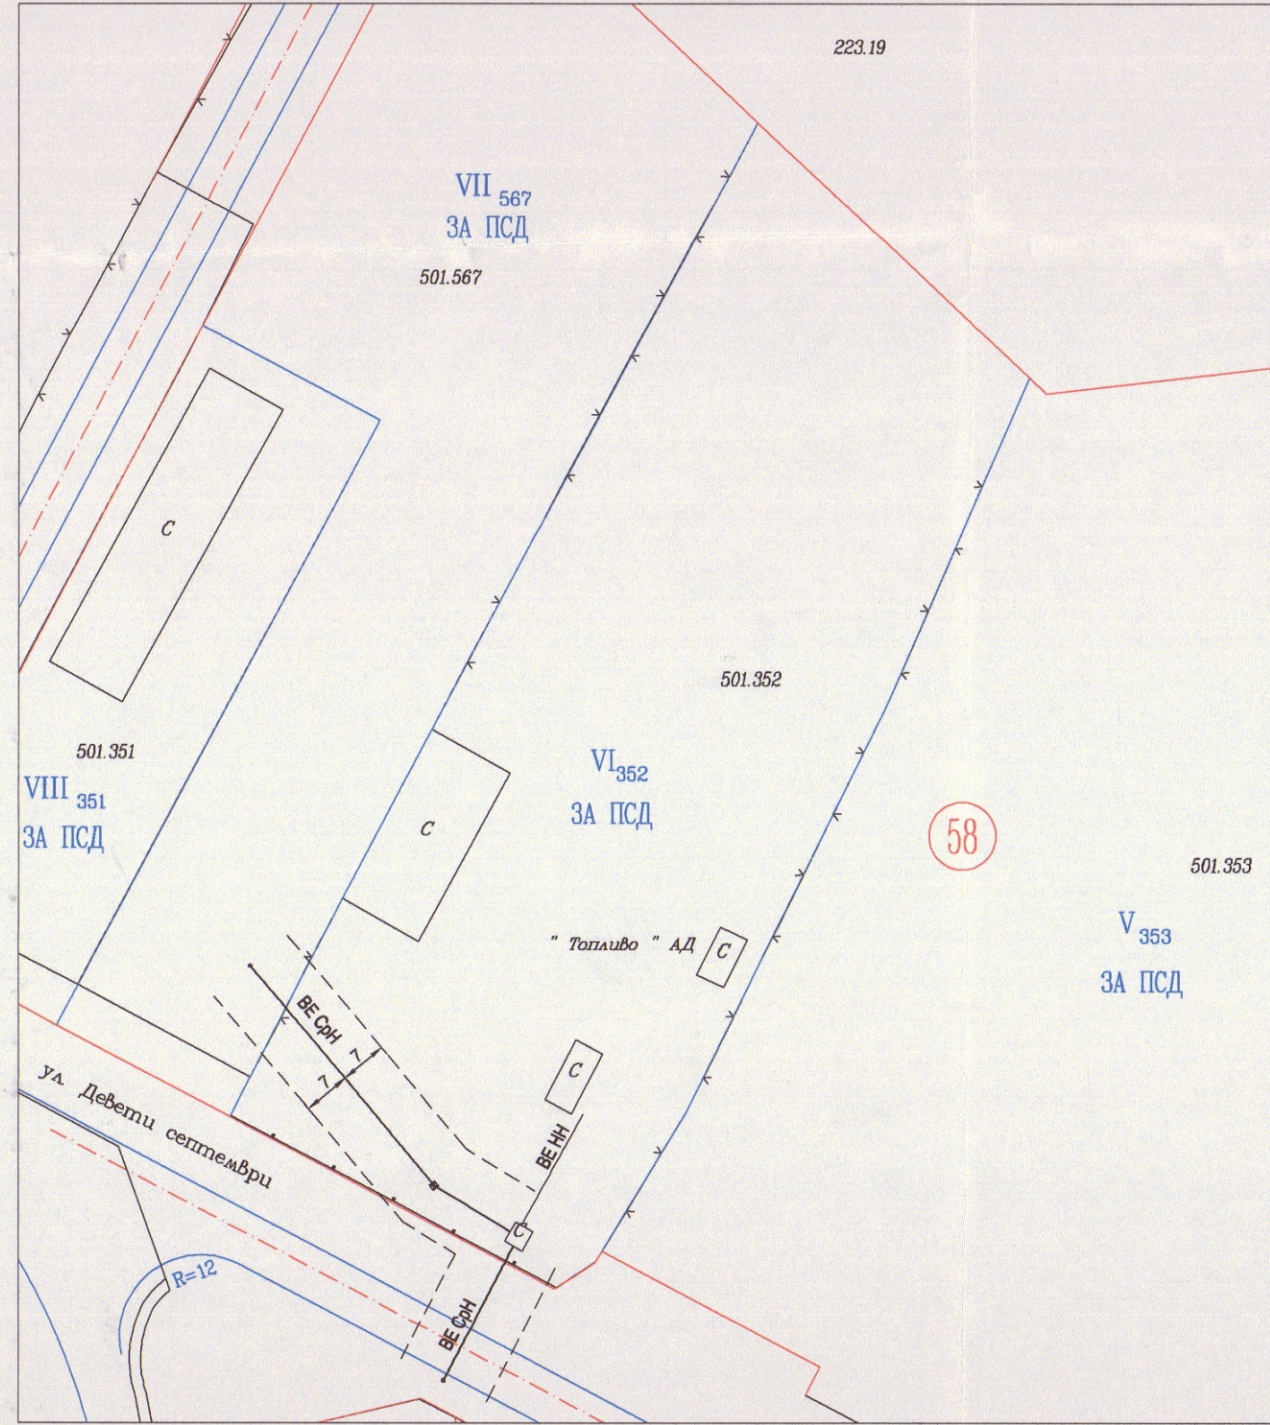 223.19
VII 567
ЗА ПСД
501.567
С
501.352
501.351
VI 352
ЗА ПСД
VIII 351
ЗА ПСД
С
58
501.353
V 353
ЗА ПСД
" Топливо " АД
С
ВЕ СрН
7
7
С
ул. Девети септември
ВЕ НН
С
R=12
ВЕ СрН